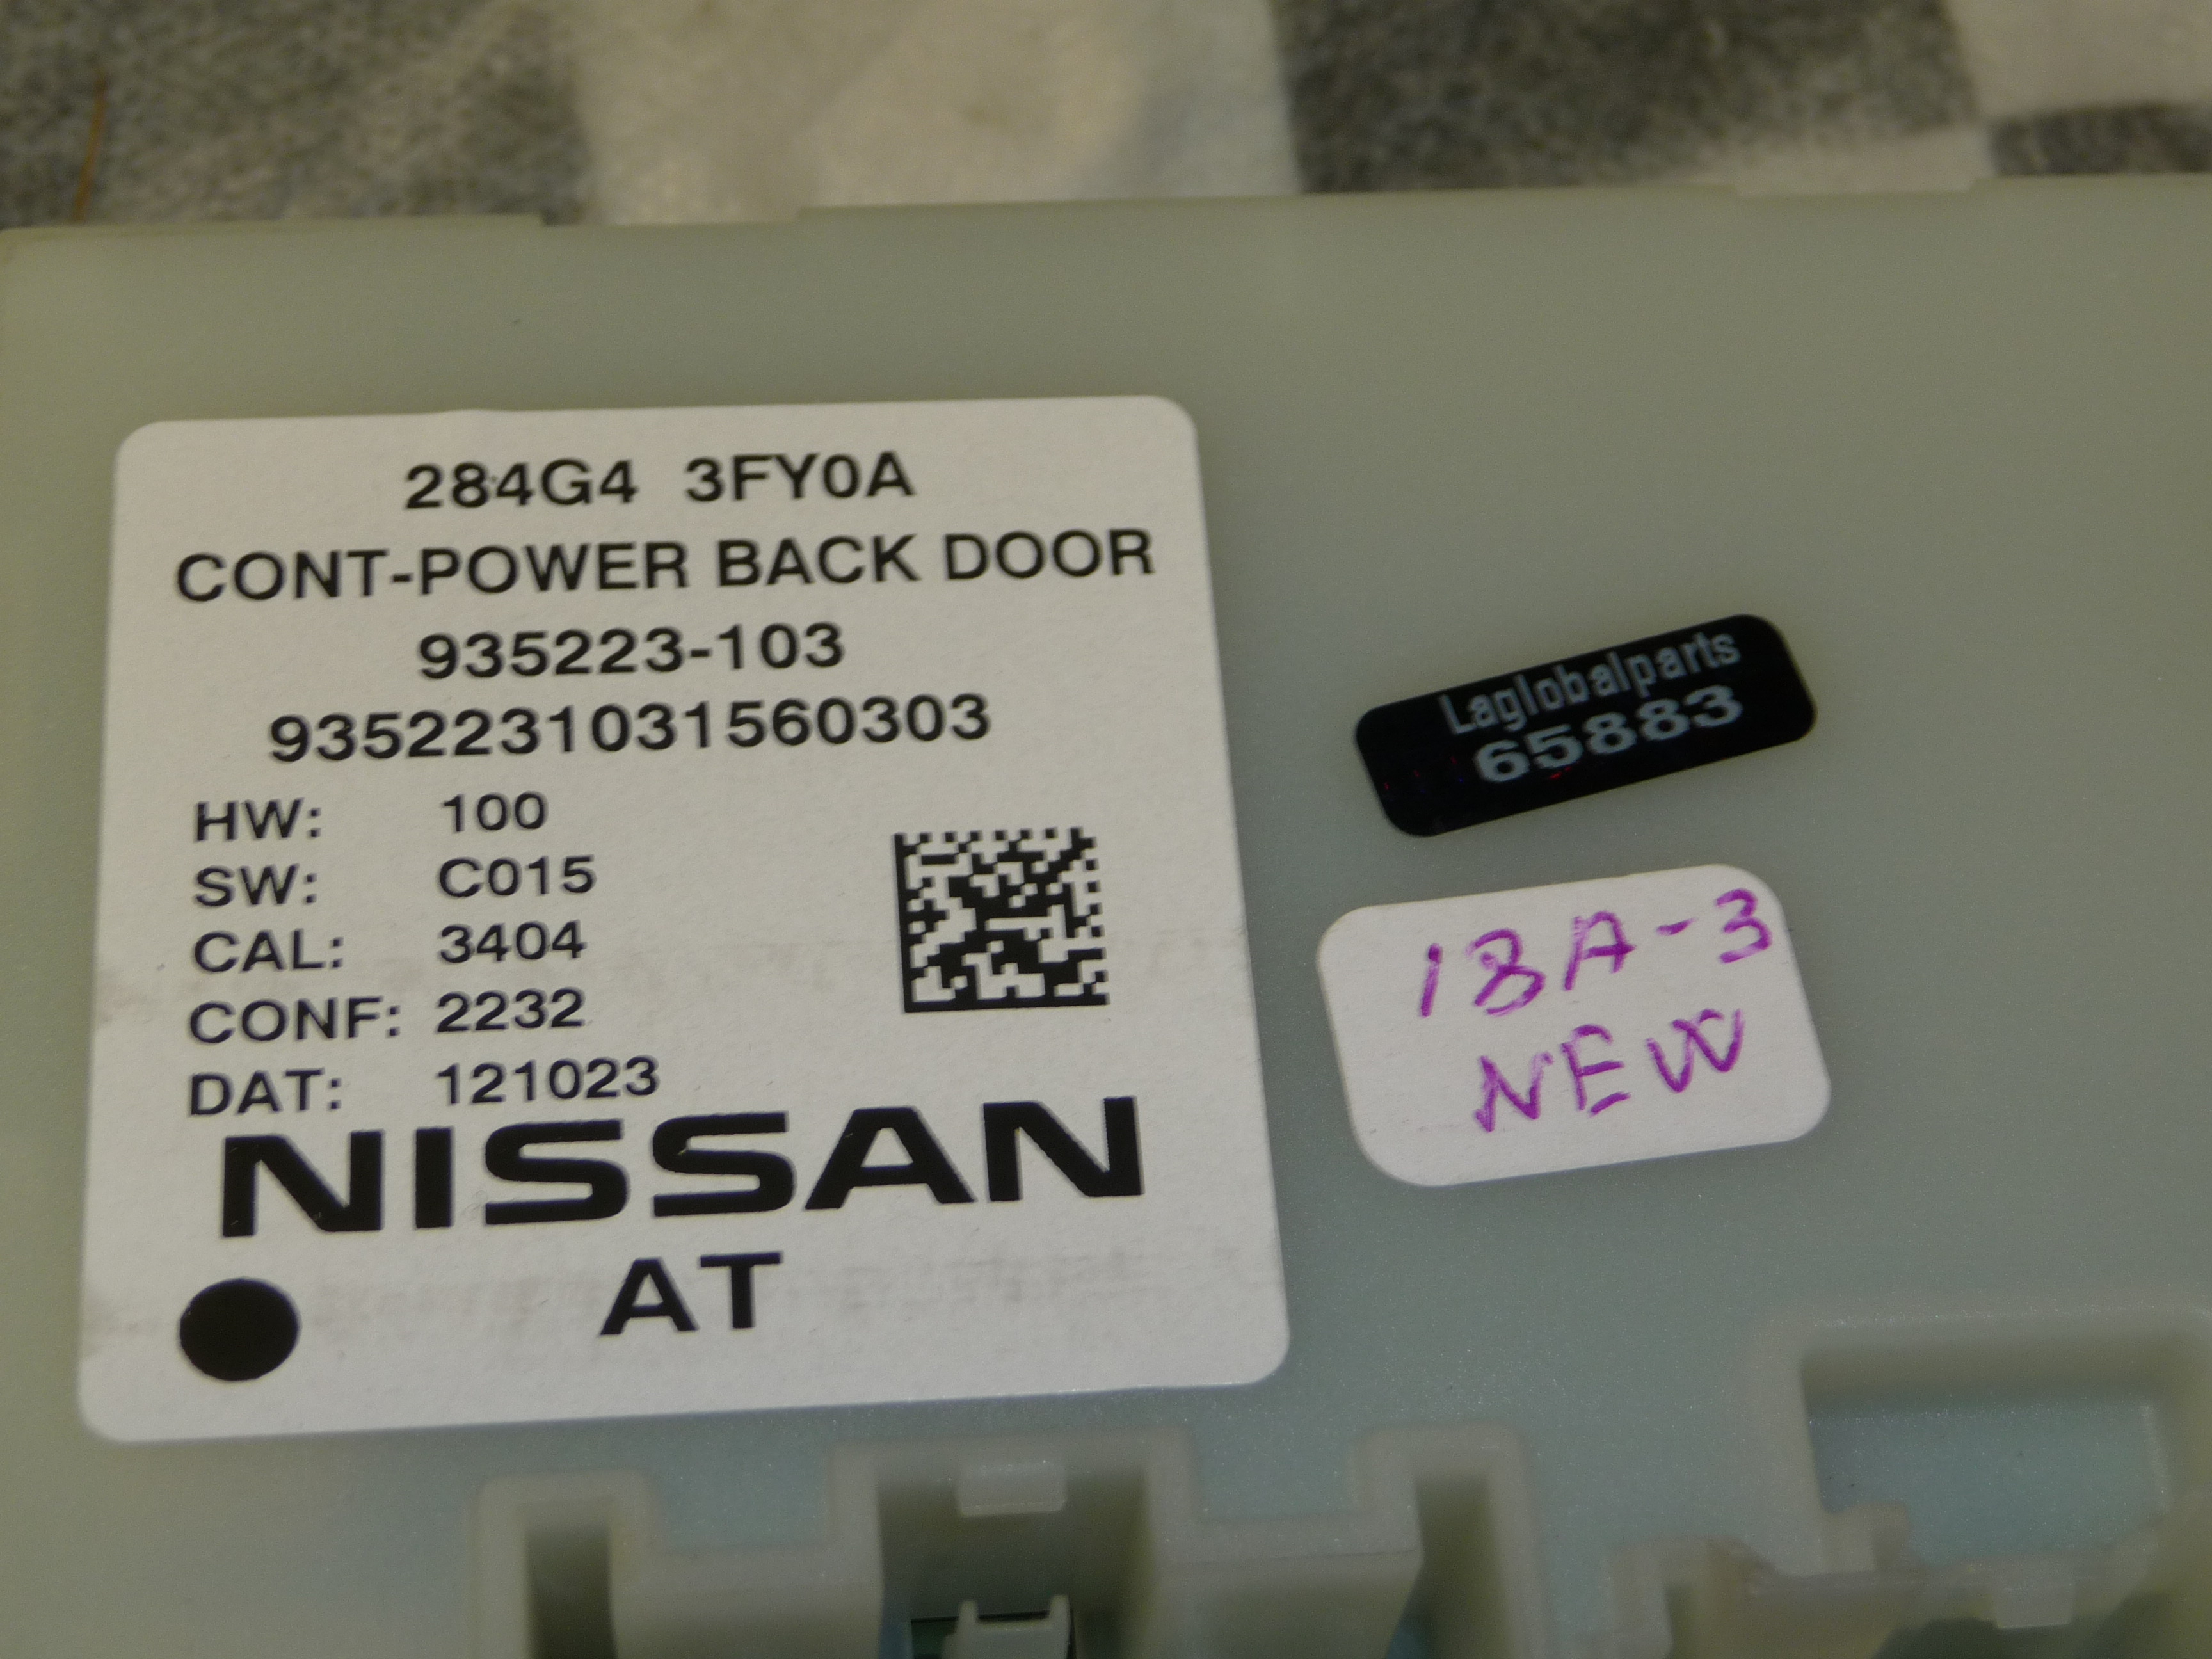 284G4 3FY0A
CONT-POWER BACK DOOR
935223-103
9352231031560303
HW: 100
SW: C015
CAL: 3404
CONF: 2232
DAT: 121023
NISSAN
AT
Laglobalparts
65883
18A-3
NEW